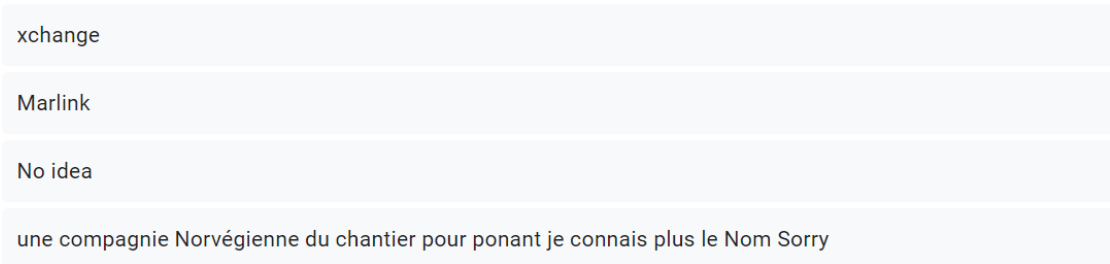 xchange
Marlink
No idea
une compagnie Norvégienne du chantier pour ponant je connais plus le Nom Sorry